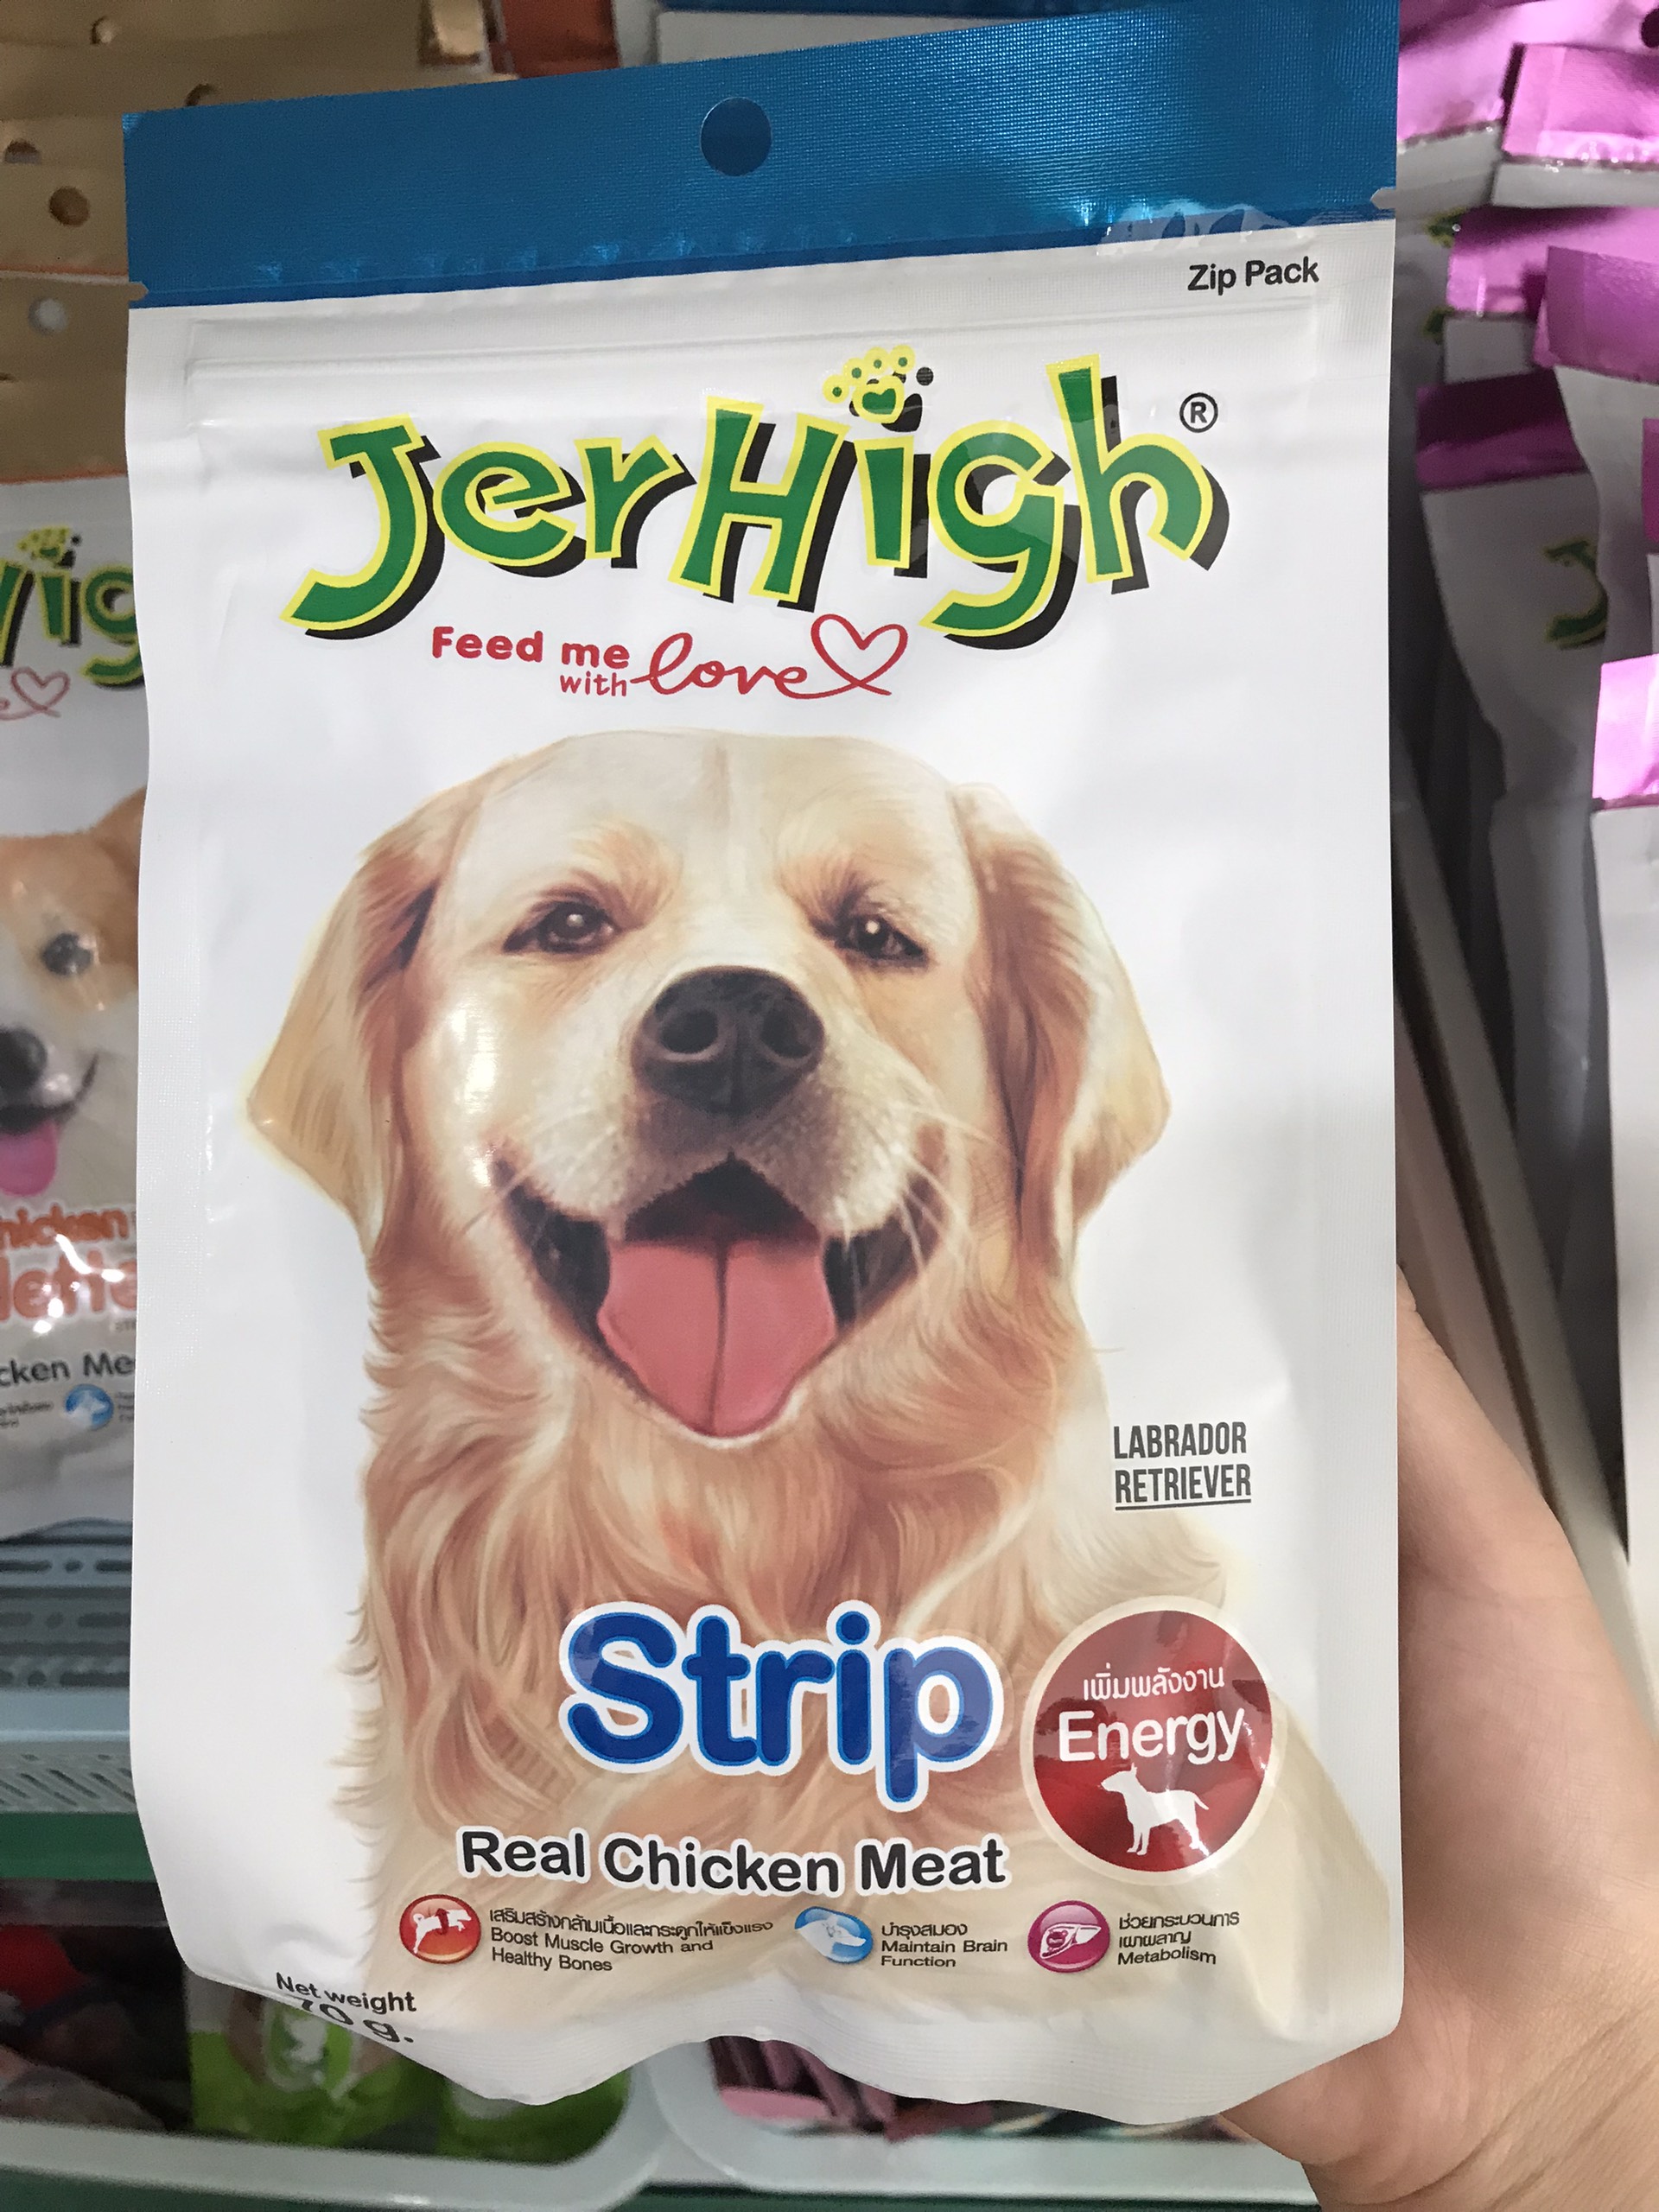 Zip Pack
JerHigh®
Feed me
with love
LABRADOR
RETRIEVER
Strip
เพิ่มพลังงาน
Energy
Real Chicken Meat
เสริมสร้างกล้ามเนื้อและกระดูกให้แข็งแรง
Boost Muscle Growth and
Healthy Bones
บำรุงสมอง
Maintain Brain
Function
ช่วยกระบวนการ
เผาผลาญ
Metabolism
Net weight
70 g.